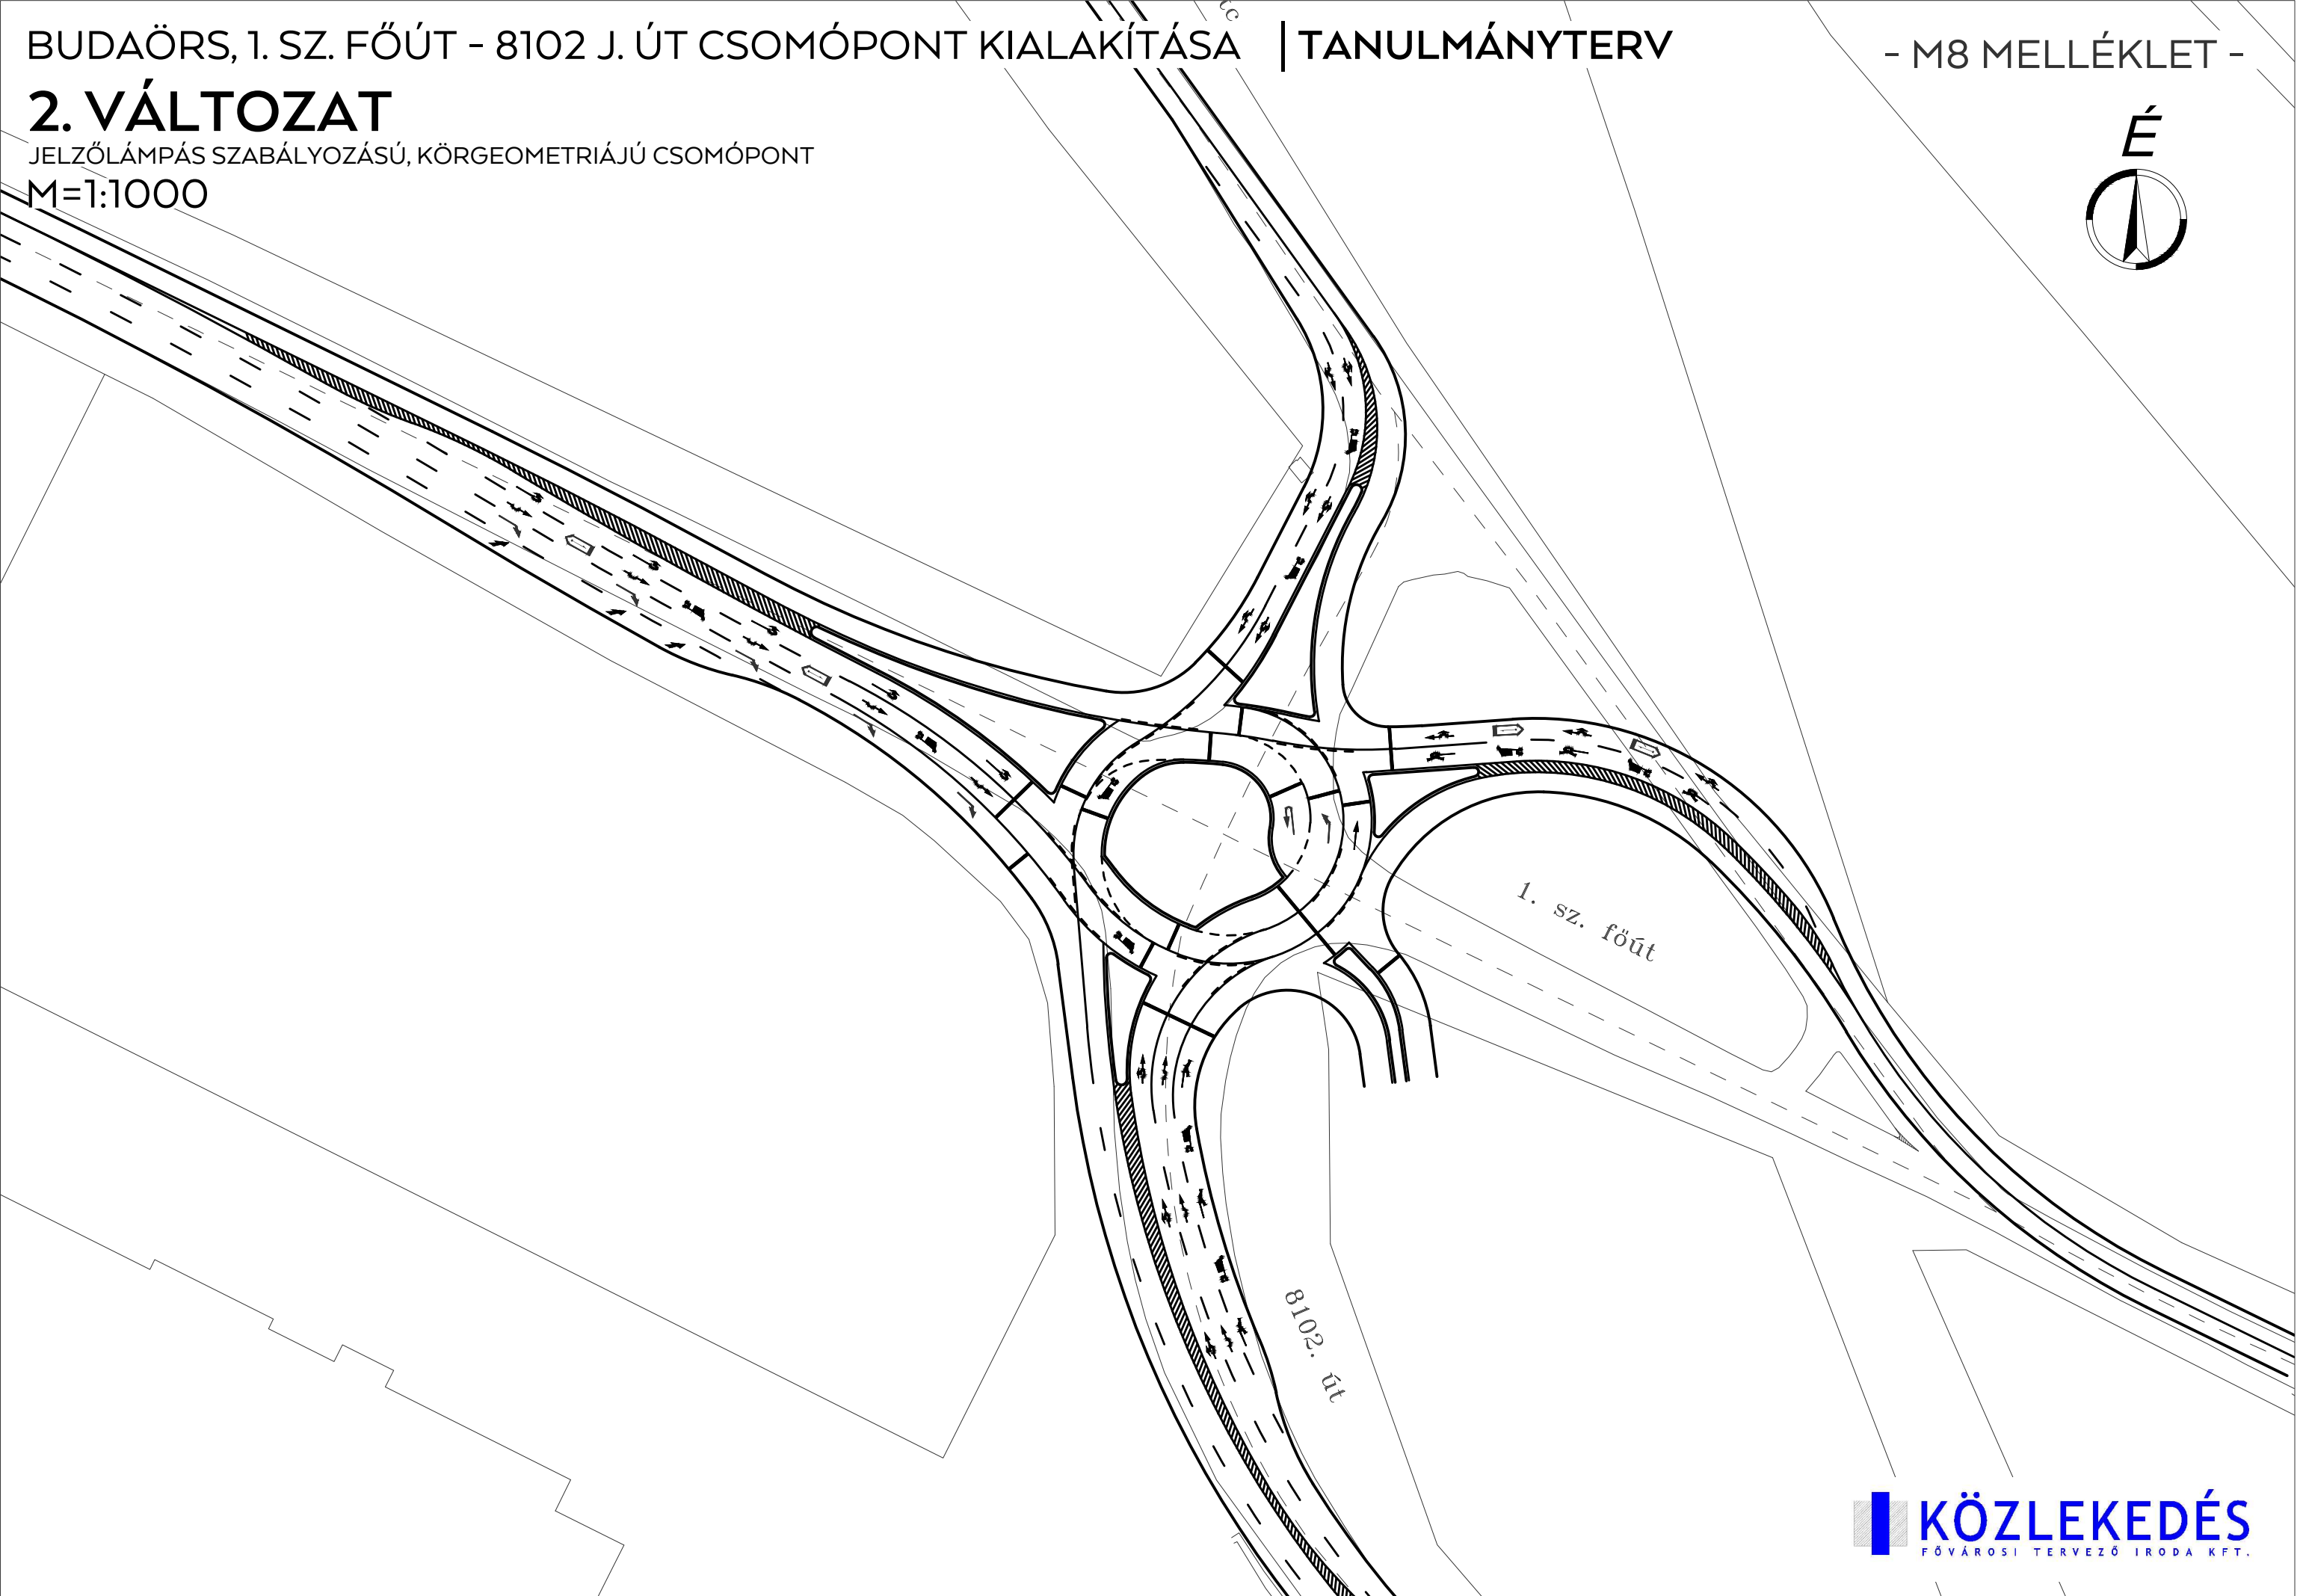 BUDAÖRS, 1. SZ. FŐÚT - 8102 J. ÚT CSOMÓPONT KIALAKÍTÁSA | TANULMÁNYTERV
- M8 MELLÉKLET -
2. VÁLTOZAT
JELZŐLÁMPÁS SZABÁLYOZÁSÚ, KÖRGEOMETRIÁJÚ CSOMÓPONT
M=1:1000
É
1. sz. főút
8102. út
KÖZLEKEDÉS
FŐVÁROSI TERVEZŐ IRODA KFT.